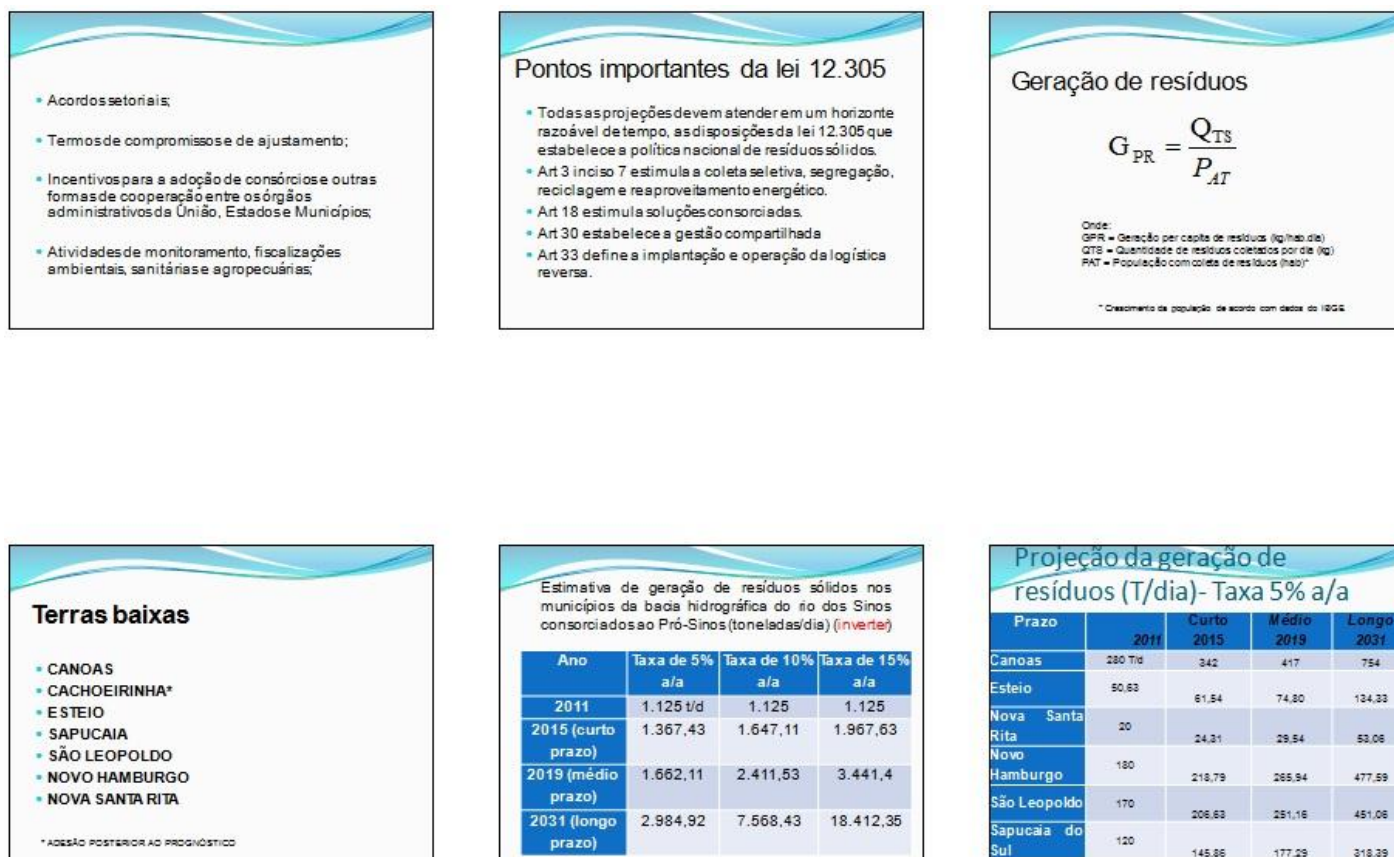 Acordos setoriais;
Termos de compromissos e de ajustamento;
Incentivos para a adoção de consórcios e outras
formas de cooperação entre os órgãos
administrativos da União, Estados e Municípios;
Atividades de monitoramento, fiscalizações
ambientais, sanitárias e agropecuárias;
Pontos importantes da lei 12.305
Todas as projeções devem atender em um horizonte
razoável de tempo, as disposições da lei 12.305 que
estabelece a política nacional de resíduos sólidos.
Art 3 inciso 7 estimula a coleta seletiva, segregação,
reciclagem e reaproveitamento energético.
Art 18 estimula soluções consorciadas.
Art 30 estabelece a gestão compartilhada
Art 33 define a implantação e operação da logística
reversa.
Geração de resíduos
G_PR = Q_TS / P_AT
Onde:
GPR = Geração per capita de resíduos (kg/hab.dia)
QTS = Quantidade de resíduos coletados por dia (kg)
PAT = População com coleta de resíduos (hab)*
* Crescimento da população de acordo com dados do IBGE
Terras baixas
CANOAS
CACHOEIRINHA*
ESTEIO
SAPUCAIA
SÃO LEOPOLDO
NOVO HAMBURGO
NOVA SANTA RITA
* ADESÃO POSTERIOR AO PROGNÓSTICO
Estimativa de geração de resíduos sólidos nos
municípios da bacia hidrográfica do rio dos Sinos
consorciados ao Pró-Sinos (toneladas/dia) (inverter)
Ano Taxa de 5% a/a Taxa de 10% a/a Taxa de 15% a/a
2011 1.125 t/d 1.125 1.125
2015 (curto prazo) 1.367,43 1.647,11 1.967,63
2019 (médio prazo) 1.662,11 2.411,53 3.441,4
2031 (longo prazo) 2.984,92 7.568,43 18.412,35
Projeção da geração de
resíduos (T/dia)- Taxa 5% a/a
Prazo 2011 Curto 2015 Médio 2019 Longo 2031
Canoas 280 T/d 342 417 754
Esteio 50,63 61,54 74,80 134,33
Nova Santa Rita 20 24,31 29,54 53,06
Novo Hamburgo 180 218,79 265,94 477,59
São Leopoldo 170 206,63 251,16 451,06
Sapucaia do Sul 120 145,86 177,29 318,39